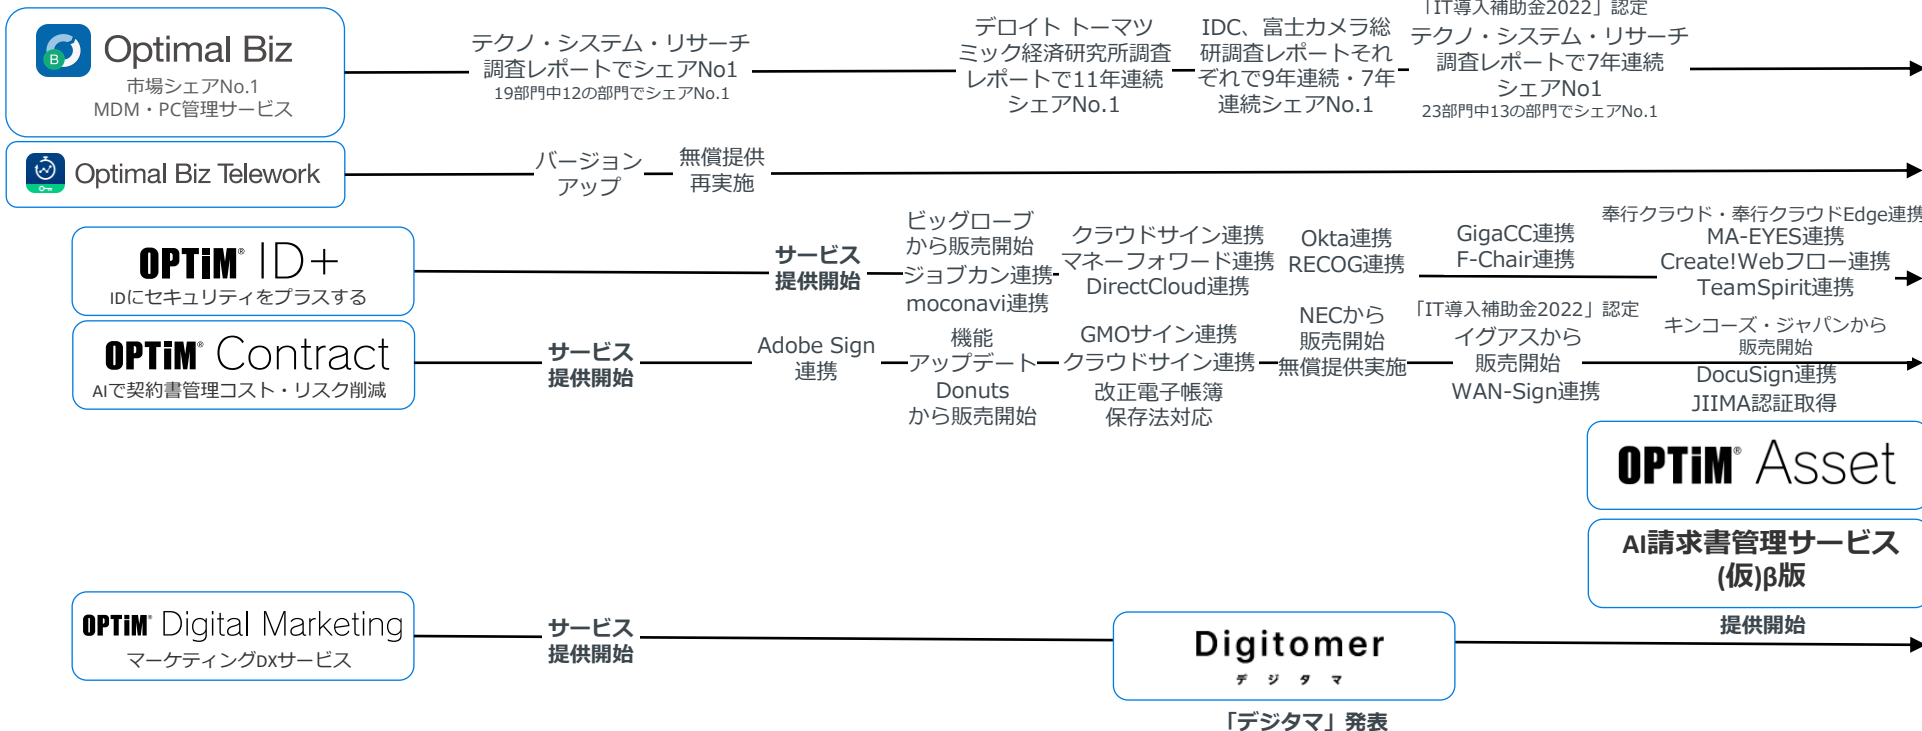 Optimal Biz
市場シェアNo.1
MDM・PC管理サービス
テクノ・システム・リサーチ
調査レポートでシェアNo1
19部門中12の部門でシェアNo.1
デロイト トーマツ
ミック経済研究所調査
レポートで11年連続
シェアNo.1
IDC、富士カメラ総
研調査レポートそれ
ぞれで9年連続・7年
連続シェアNo.1
「IT導入補助金2022」認定
テクノ・システム・リサーチ
調査レポートで7年連続
シェアNo1
23部門中13の部門でシェアNo.1
Optimal Biz Telework
バージョン
アップ
無償提供
再実施
OPTiM® ID+
IDにセキュリティをプラスする
サービス
提供開始
ビッグローブ
から販売開始
ジョブカン連携
moconavi連携
クラウドサイン連携
マネーフォワード連携
DirectCloud連携
Okta連携
RECOG連携
GigaCC連携
F-Chair連携
奉行クラウド・奉行クラウドEdge連携
MA-EYES連携
Create!Webフロー連携
TeamSpirit連携
OPTiM® Contract
AIで契約書管理コスト・リスク削減
サービス
提供開始
Adobe Sign
連携
機能
アップデート
Donuts
から販売開始
GMOサイン連携
クラウドサイン連携
改正電子帳簿
保存法対応
NECから
販売開始
無償提供実施
「IT導入補助金2022」認定
イグアスから
販売開始
WAN-Sign連携
キンコーズ・ジャパンから
販売開始
DocuSign連携
JIIMA認証取得
OPTiM® Asset
AI請求書管理サービス
(仮)β版
提供開始
OPTiM® Digital Marketing
マーケティングDXサービス
サービス
提供開始
Digitomer
デジタマ
「デジタマ」発表